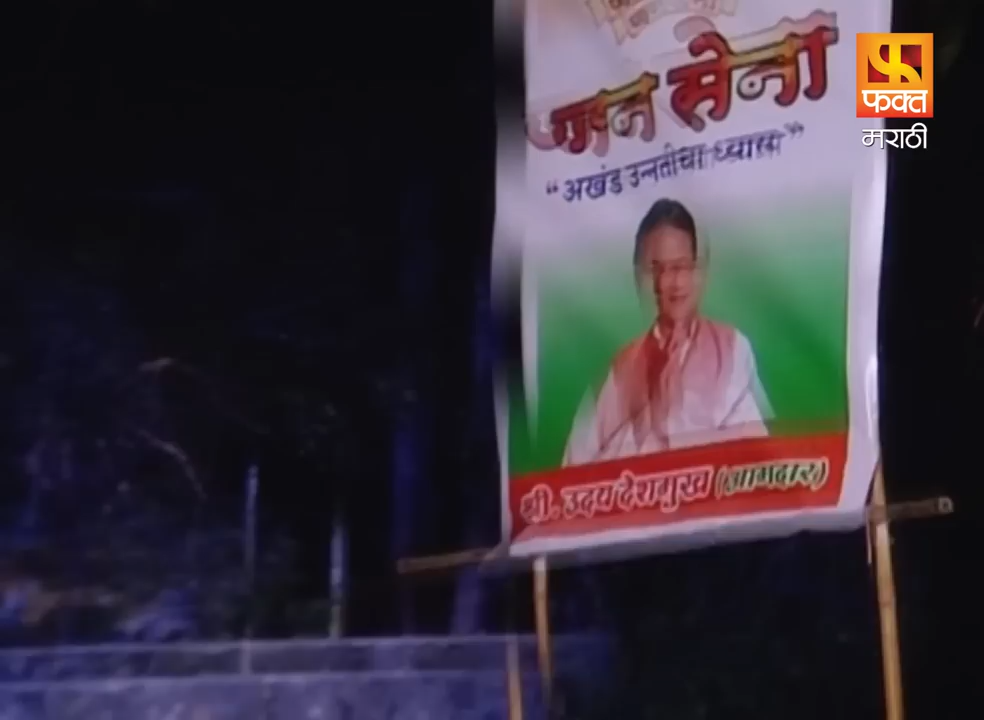 जन सेना
"अखंड उन्नतीचा ध्यास"
श्री. उदय देशमुख (आमदार)
फक्त
मराठी